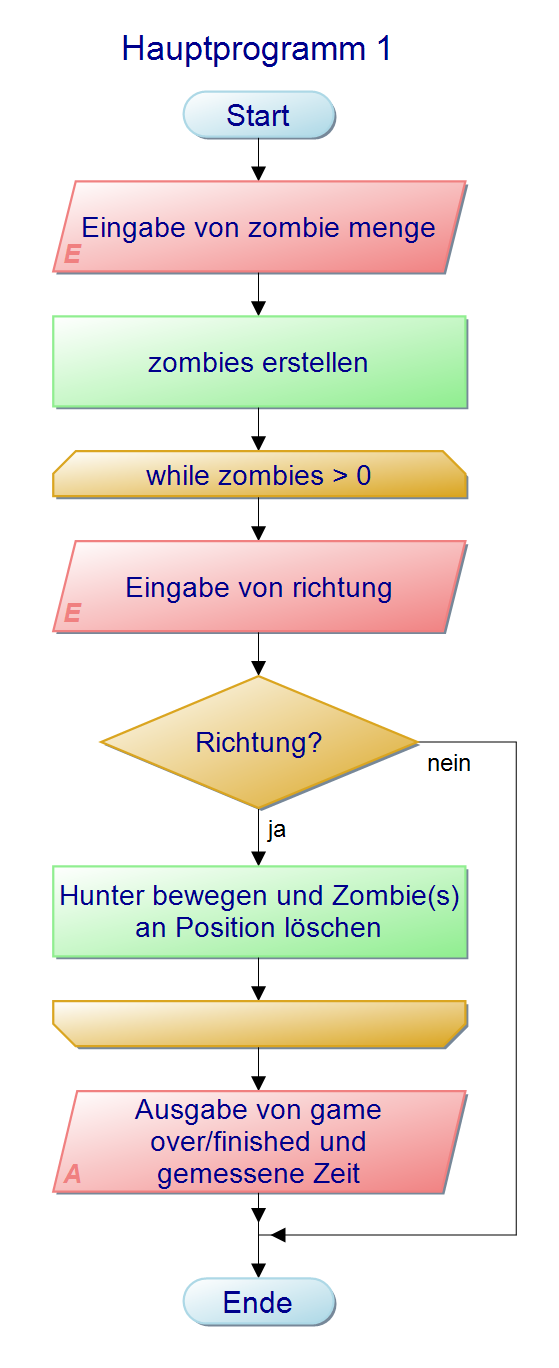 Hauptprogramm 1
Start
Eingabe von zombie menge
E
zombies erstellen
while zombies > 0
Eingabe von richtung
E
Richtung?
nein
ja
Hunter bewegen und Zombie(s)
an Position löschen
Ausgabe von game
over/finished und
gemessene Zeit
A
Ende